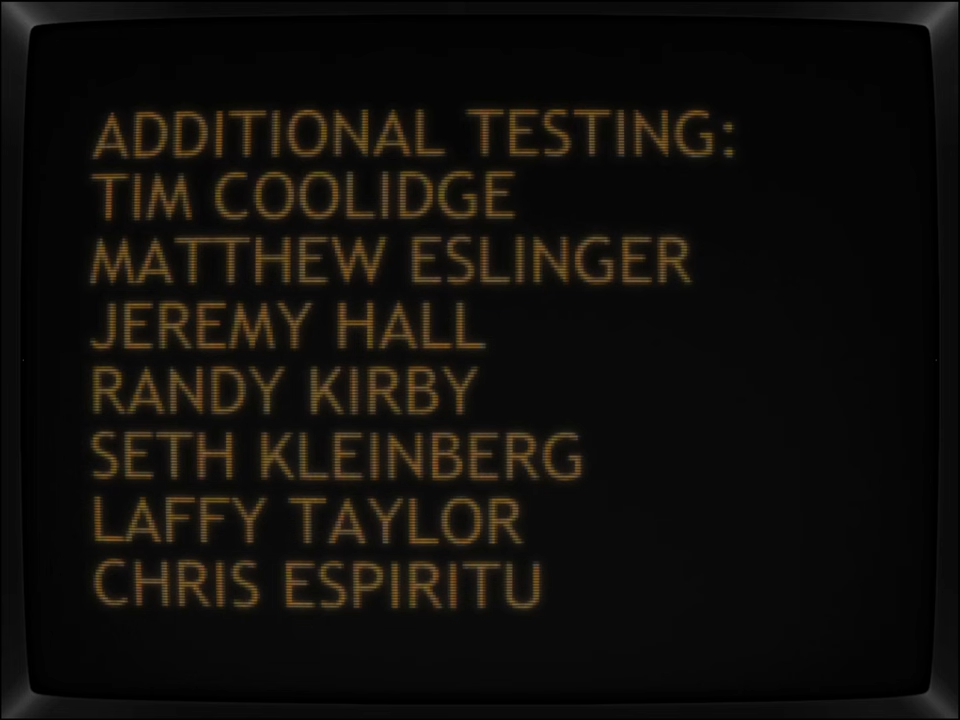 ADDITIONAL TESTING:
TIM COOLIDGE
MATTHEW ESLINGER
JEREMY HALL
RANDY KIRBY
SETH KLEINBERG
LAFFY TAYLOR
CHRIS ESPIRITU